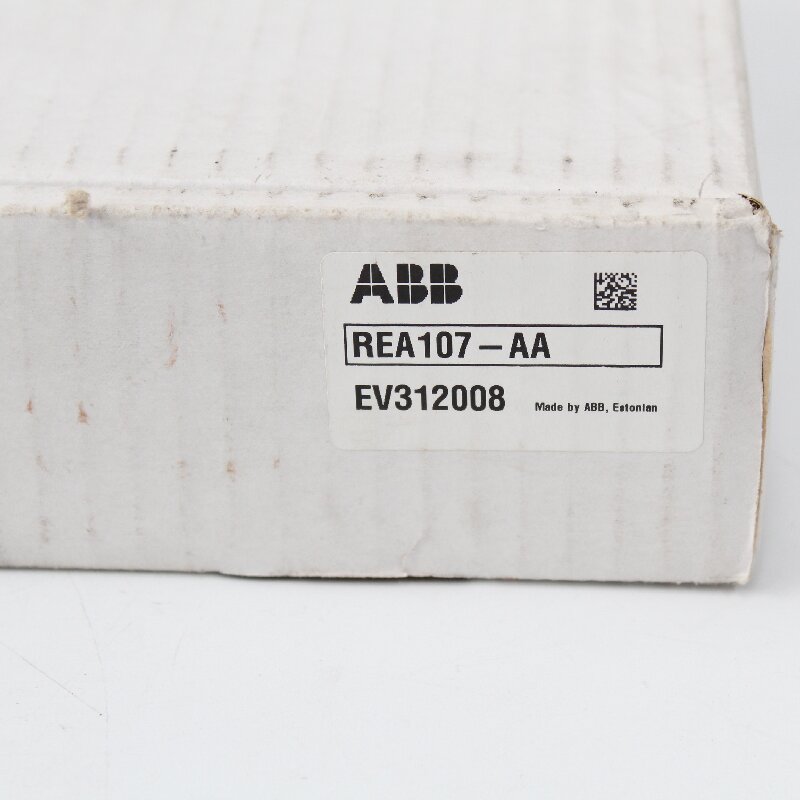 ABB
REA107-AA
EV312008
Made by ABB, Estonian